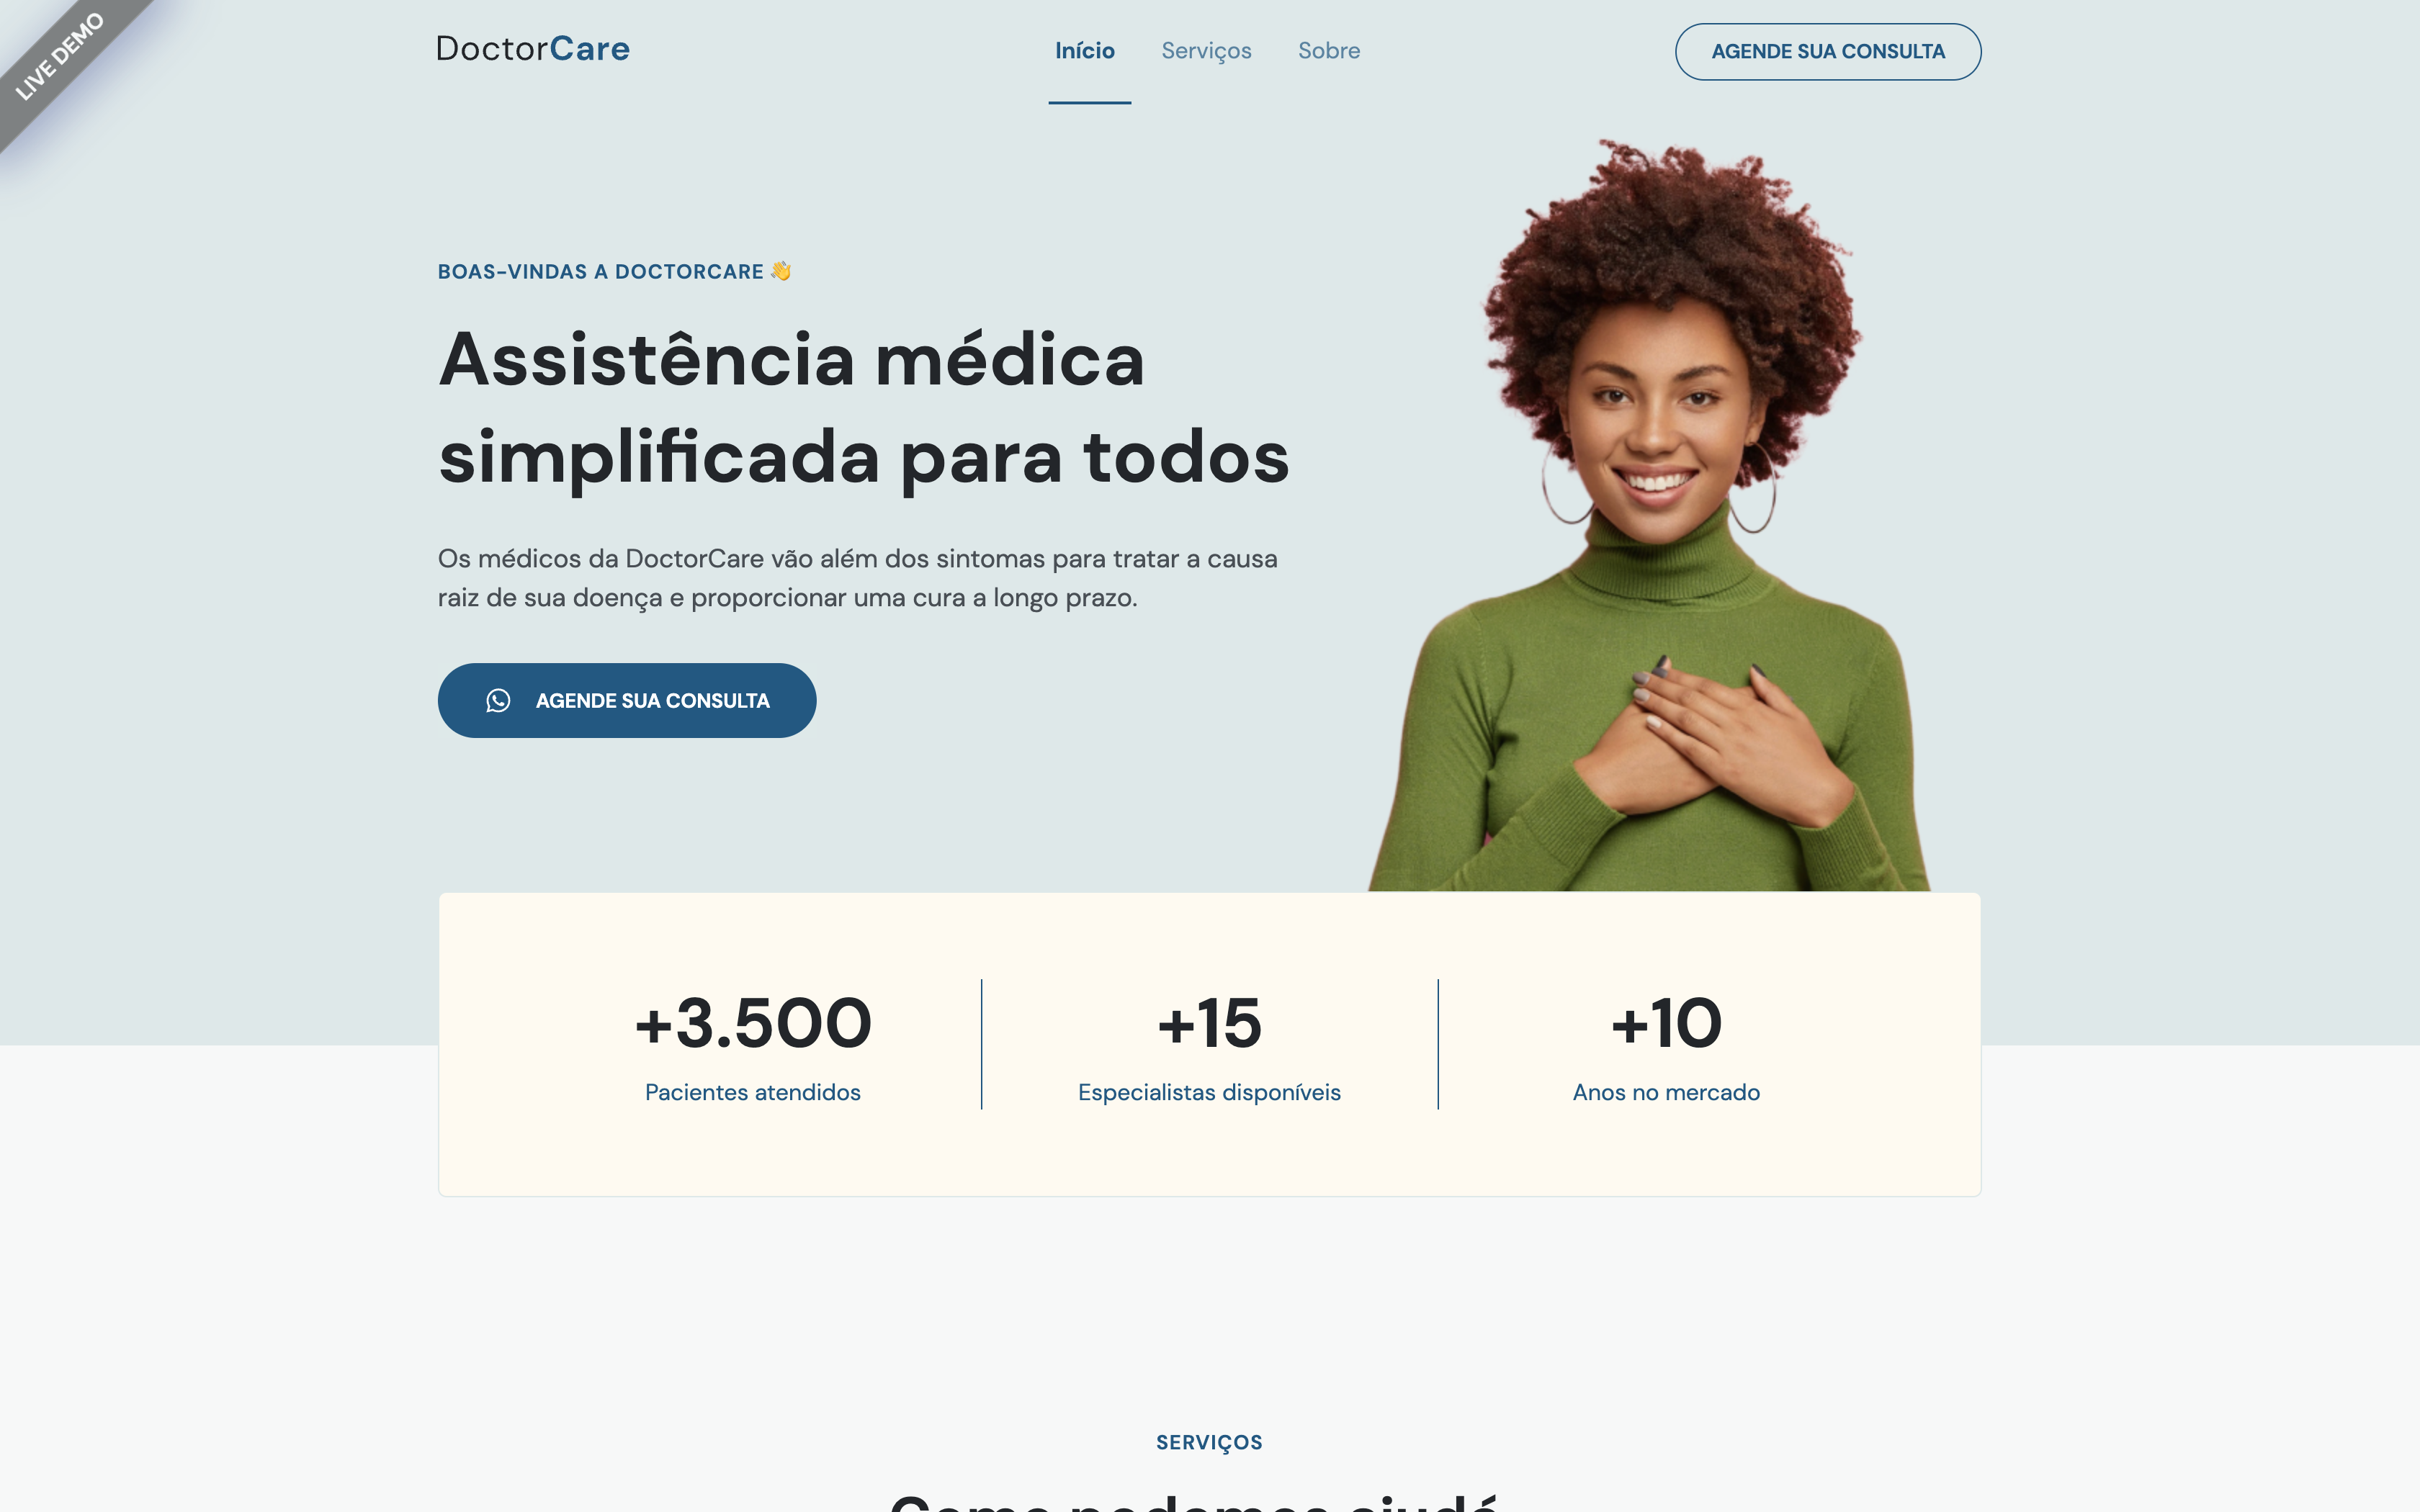 LIVE DEMO
DoctorCare
Início
Serviços
Sobre
AGENDE SUA CONSULTA
BOAS-VINDAS A DOCTORCARE 👋
Assistência médica
simplificada para todos
Os médicos da DoctorCare vão além dos sintomas para tratar a causa
raiz de sua doença e proporcionar uma cura a longo prazo.
AGENDE SUA CONSULTA
+3.500
Pacientes atendidos
+15
Especialistas disponíveis
+10
Anos no mercado
SERVIÇOS
Como podemos